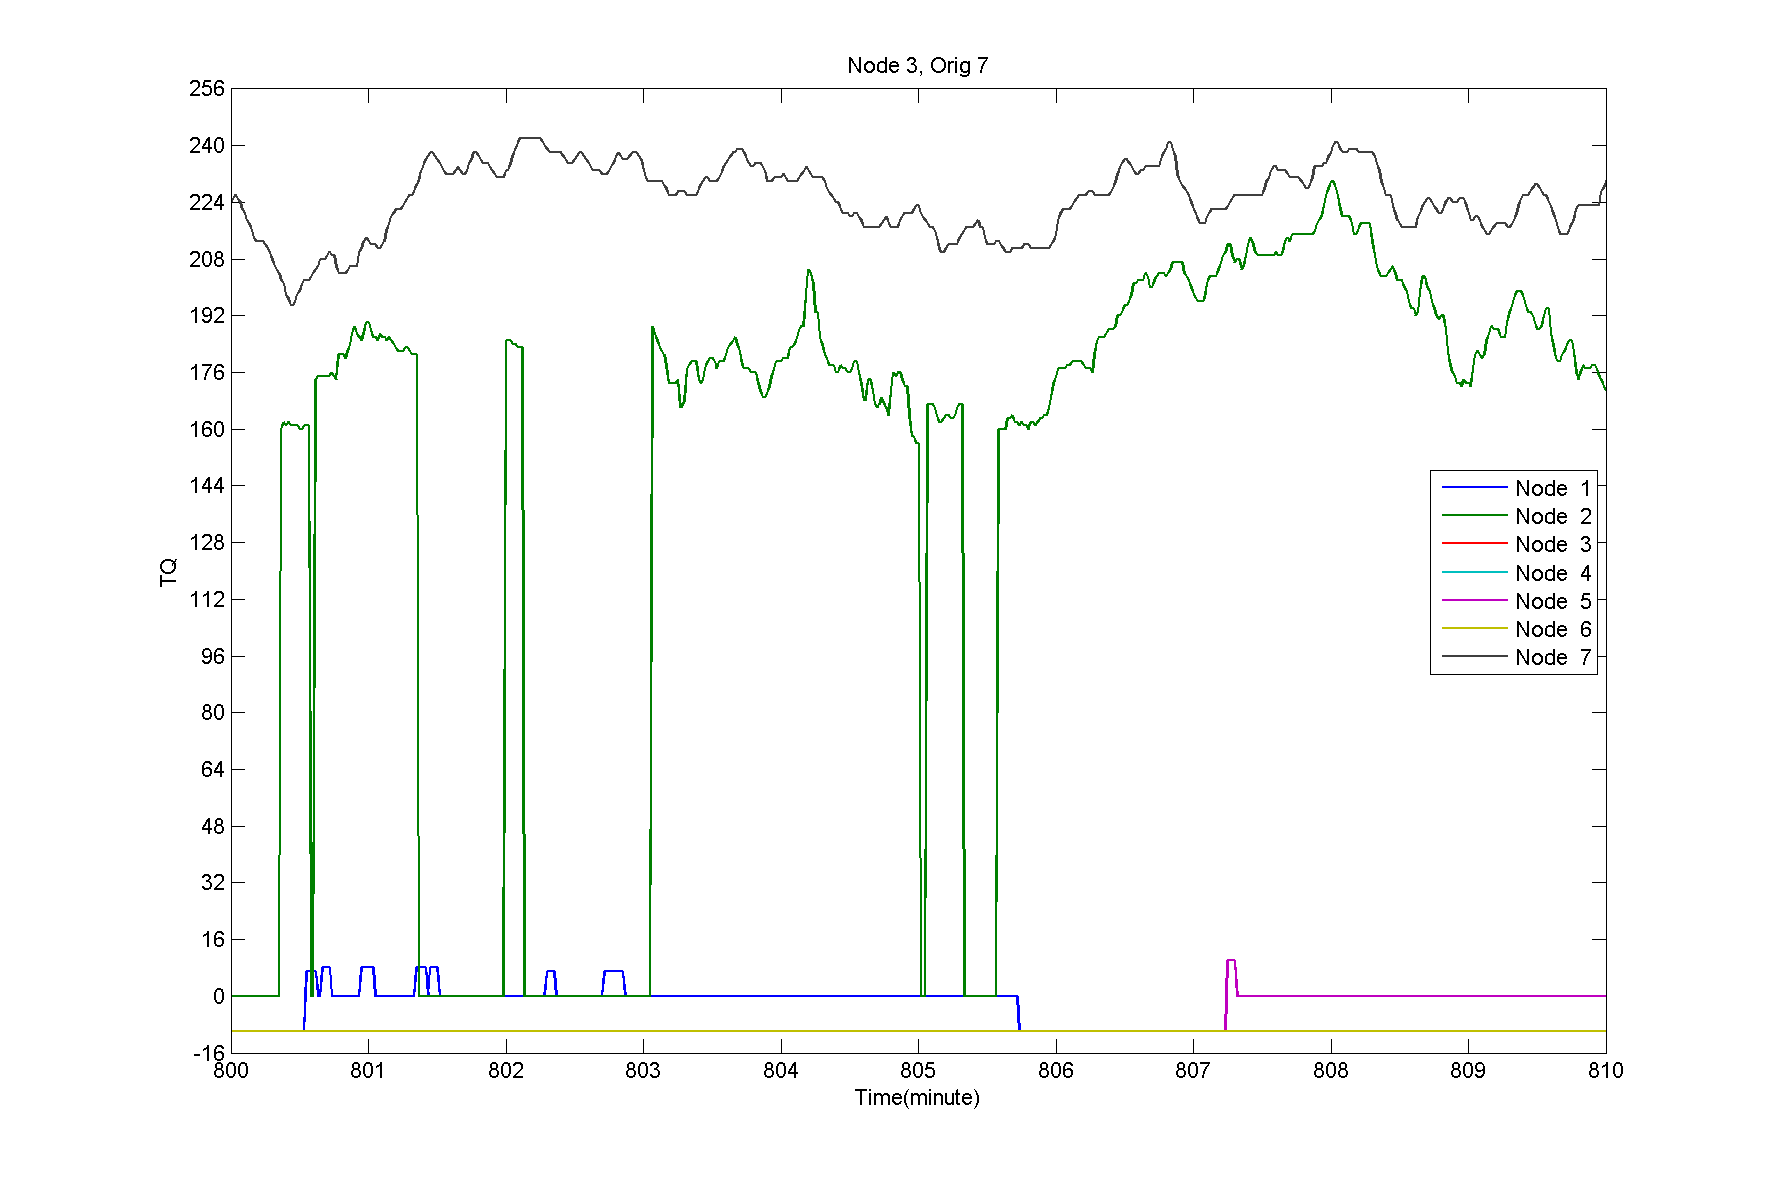 Node 3, Orig 7
256
240
224
208
192
176
160
144
128
112
96
80
64
48
32
16
0
-16
TQ
Node 1
Node 2
Node 3
Node 4
Node 5
Node 6
Node 7
800 801 802 803 804 805 806 807 808 809 810
Time(minute)